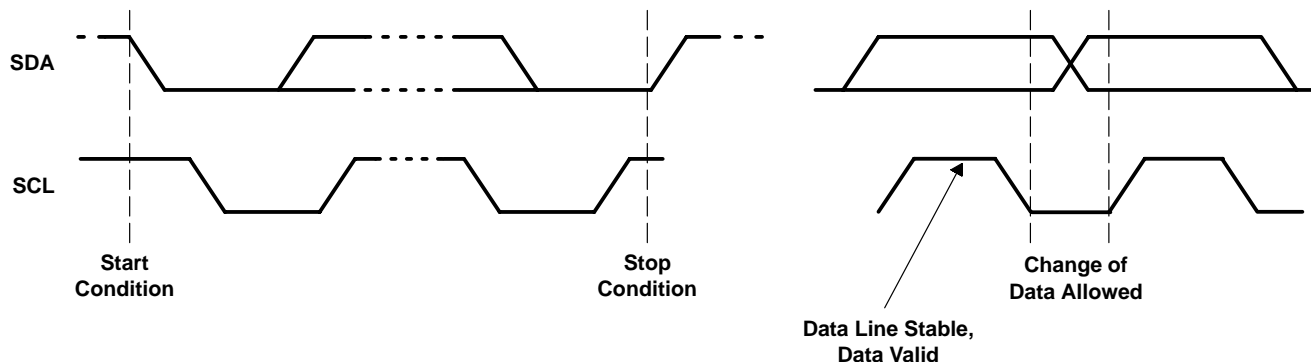 SDA
SCL
Start
Condition
Stop
Condition
Change of
Data Allowed
Data Line Stable,
Data Valid